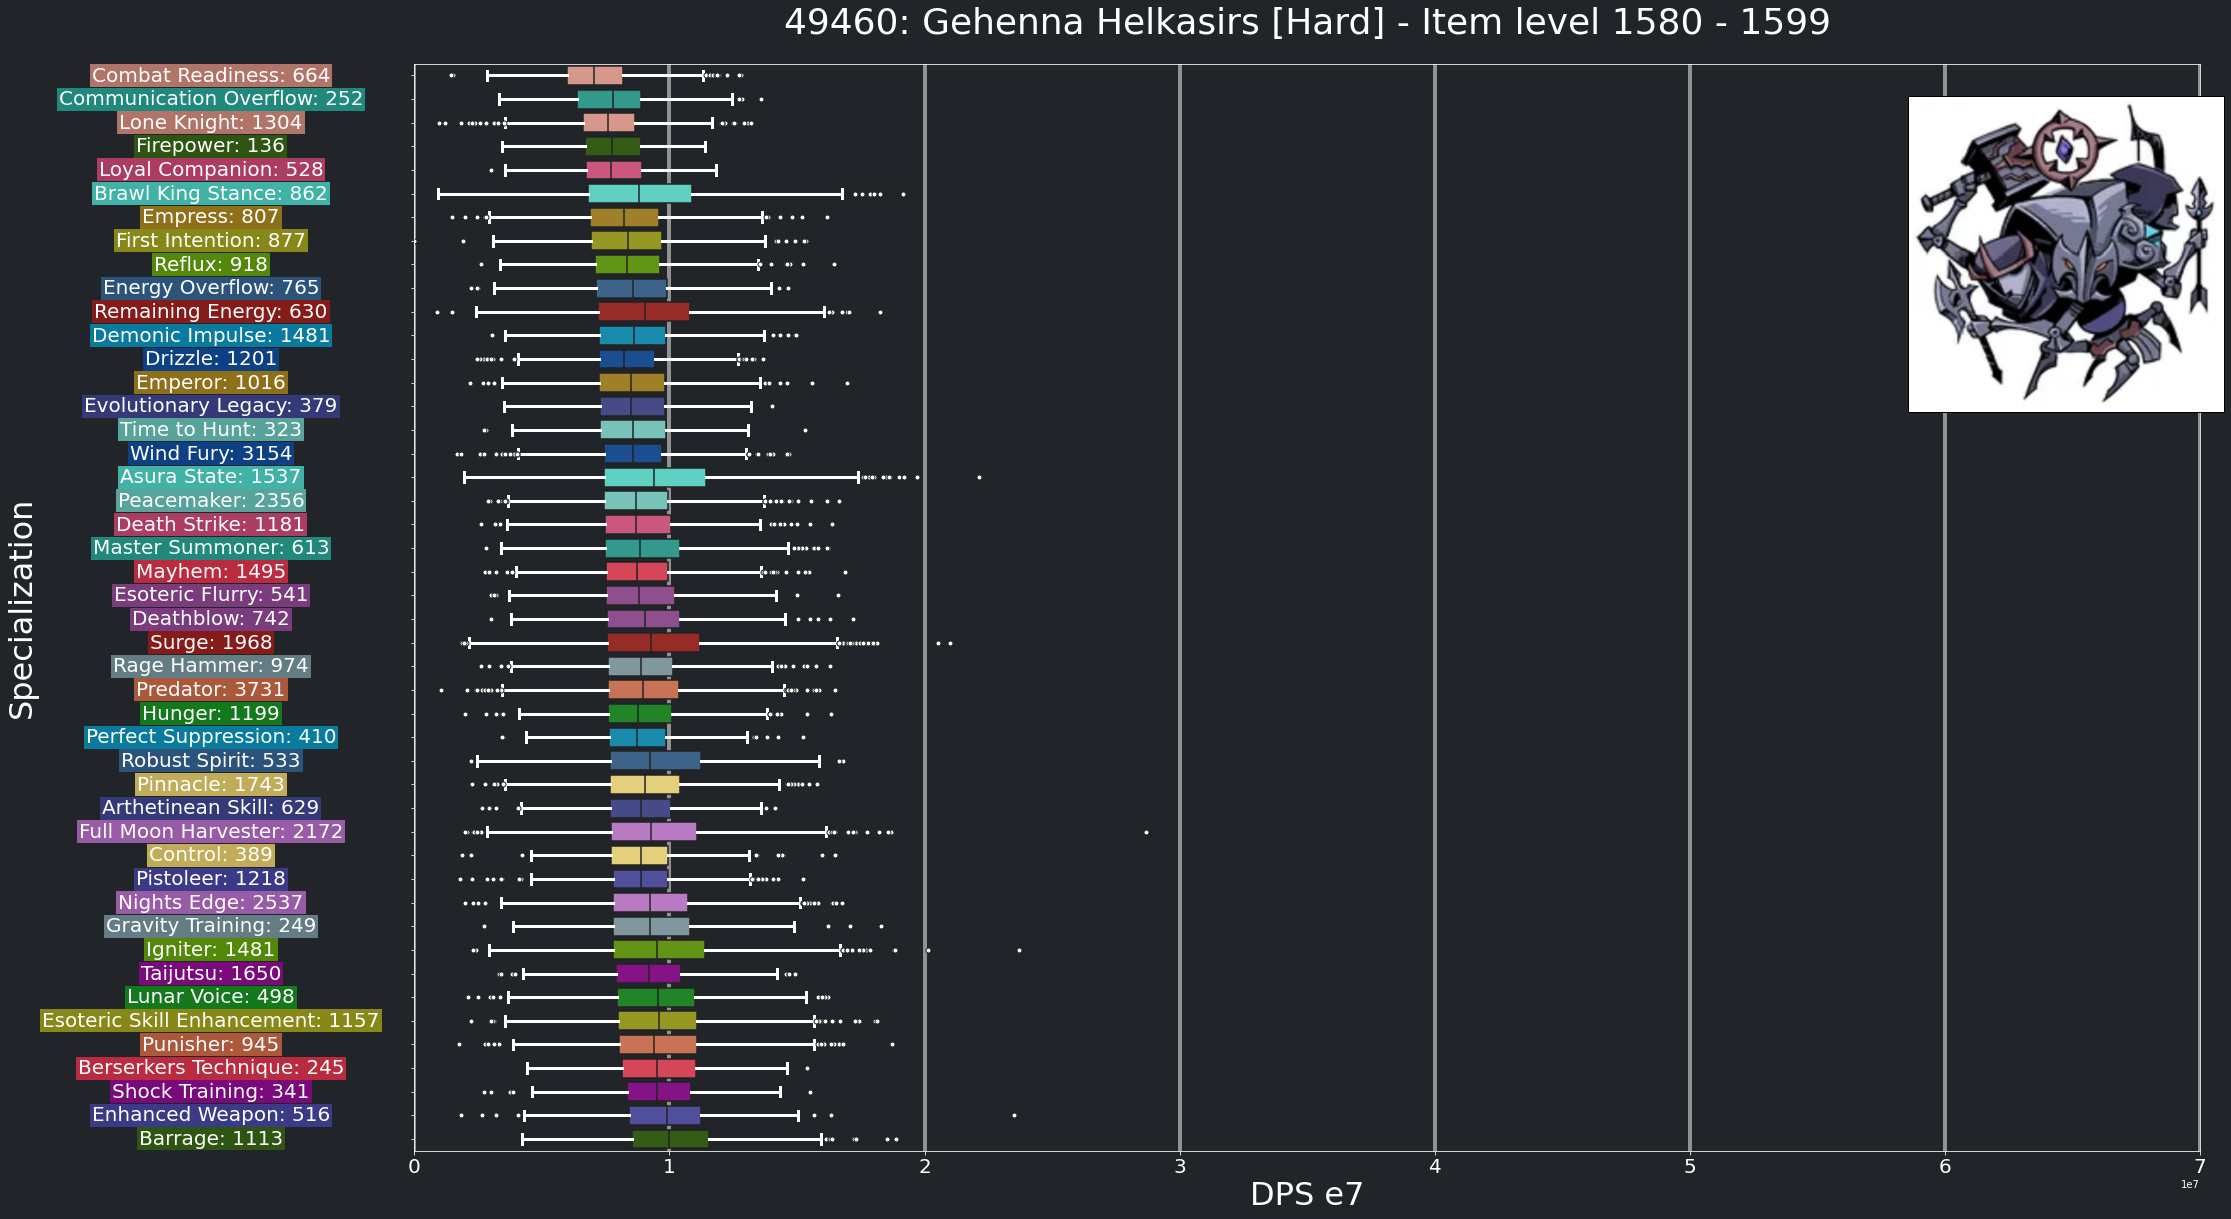 49460: Gehenna Helkasirs [Hard] - Item level 1580 - 1599
Combat Readiness: 664
Communication Overflow: 252
Lone Knight: 1304
Firepower: 136
Loyal Companion: 528
Brawl King Stance: 862
Empress: 807
First Intention: 877
Reflux: 918
Energy Overflow: 765
Remaining Energy: 630
Demonic Impulse: 1481
Drizzle: 1201
Emperor: 1016
Evolutionary Legacy: 379
Time to Hunt: 323
Wind Fury: 3154
Asura State: 1537
Peacemaker: 2356
Death Strike: 1181
Master Summoner: 613
Mayhem: 1495
Esoteric Flurry: 541
Deathblow: 742
Surge: 1968
Rage Hammer: 974
Predator: 3731
Hunger: 1199
Perfect Suppression: 410
Robust Spirit: 533
Pinnacle: 1743
Arthetinean Skill: 629
Full Moon Harvester: 2172
Control: 389
Pistoleer: 1218
Nights Edge: 2537
Gravity Training: 249
Igniter: 1481
Taijutsu: 1650
Lunar Voice: 498
Esoteric Skill Enhancement: 1157
Punisher: 945
Berserkers Technique: 245
Shock Training: 341
Enhanced Weapon: 516
Barrage: 1113
Specialization
0 1 2 3 4 5 6 7
1e7
DPS e7